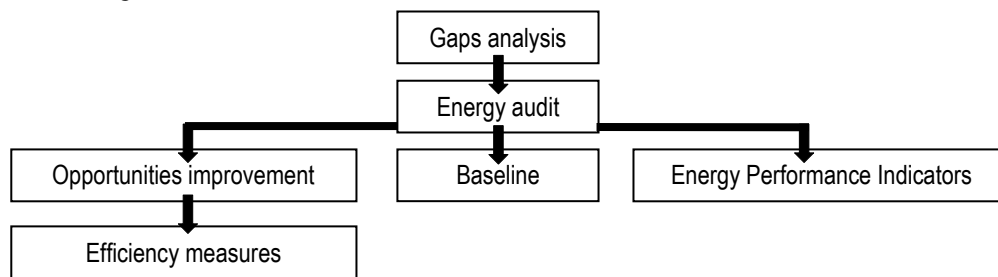 Gaps analysis
Energy audit
Opportunities improvement
Baseline
Energy Performance Indicators
Efficiency measures